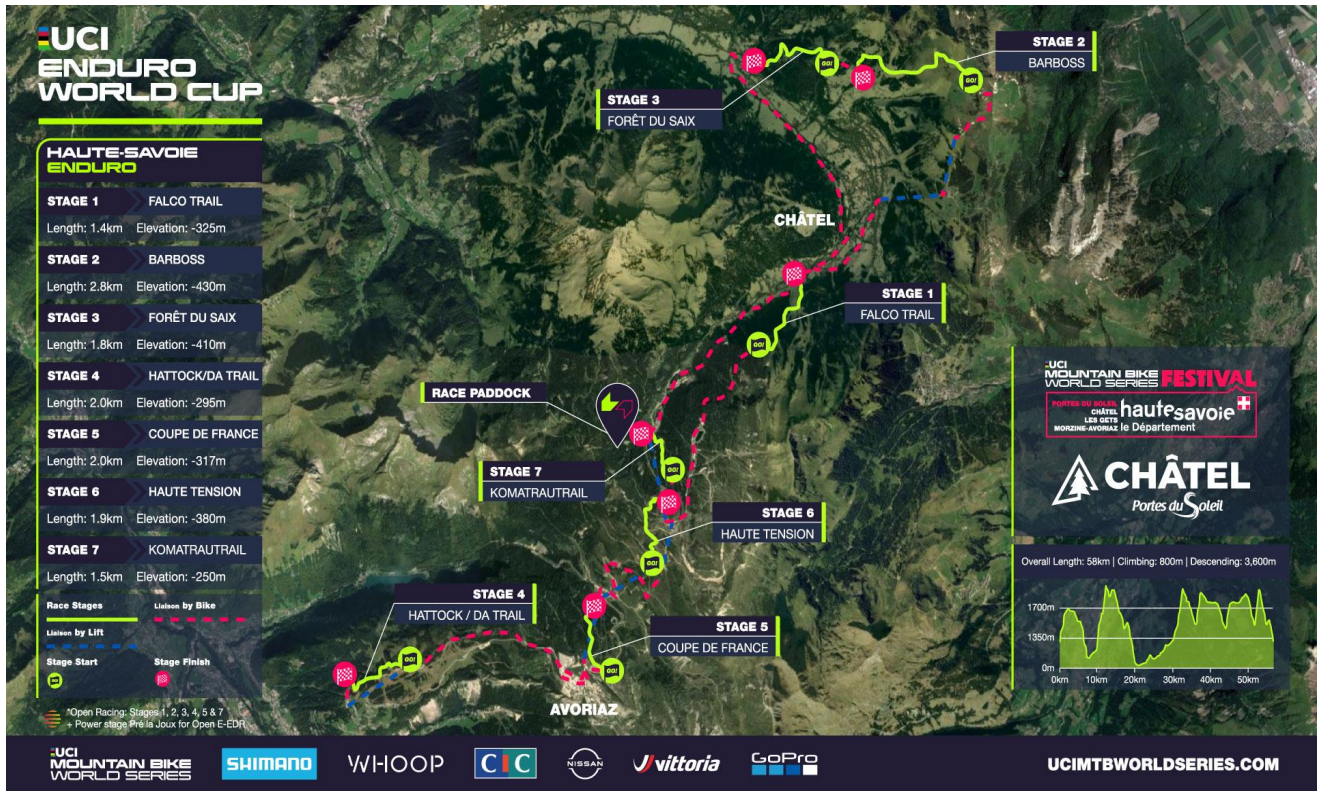 UCI
ENDURO
WORLD CUP
HAUTE-SAVOIE
ENDURO
STAGE 1 FALCO TRAIL
Length: 1.4km Elevation: -325m
STAGE 2 BARBOSS
Length: 2.8km Elevation: -430m
STAGE 3 FORÊT DU SAIX
Length: 1.8km Elevation: -410m
STAGE 4 HATTOCK/DA TRAIL
Length: 2.0km Elevation: -295m
STAGE 5 COUPE DE FRANCE
Length: 2.0km Elevation: -317m
STAGE 6 HAUTE TENSION
Length: 1.9km Elevation: -380m
STAGE 7 KOMATRAUTRAIL
Length: 1.5km Elevation: -250m
Race Stages Liaison by Bike
Liaison by Lift
Stage Start Stage Finish
GO!
*Open Racing: Stages 1, 2, 3, 4, 5 & 7
+ Power stage Pré la Joux for Open E-EDR
STAGE 2
BARBOSS
GO!
GO!
STAGE 3
FORÊT DU SAIX
CHÂTEL
STAGE 1
FALCO TRAIL
GO!
RACE PADDOCK
STAGE 7
KOMATRAUTRAIL
GO!
STAGE 6
HAUTE TENSION
GO!
STAGE 4
HATTOCK / DA TRAIL
GO!
STAGE 5
COUPE DE FRANCE
GO!
AVORIAZ
UCI
MOUNTAIN BIKE
WORLD SERIES FESTIVAL
PORTES DU SOLEIL
CHÂTEL
LES GETS
MORZINE-AVORIAZ
hautesavoie
le Département
CHÂTEL
Portes du Soleil
Overall Length: 58km | Climbing: 800m | Descending: 3,600m
1700m
1350m
0m
0km 10km 20km 30km 40km 50km
UCI
MOUNTAIN BIKE
WORLD SERIES
SHIMANO
WHOOP
CIC
NISSAN
vittoria
GoPro
UCIMTBWORLDSERIES.COM